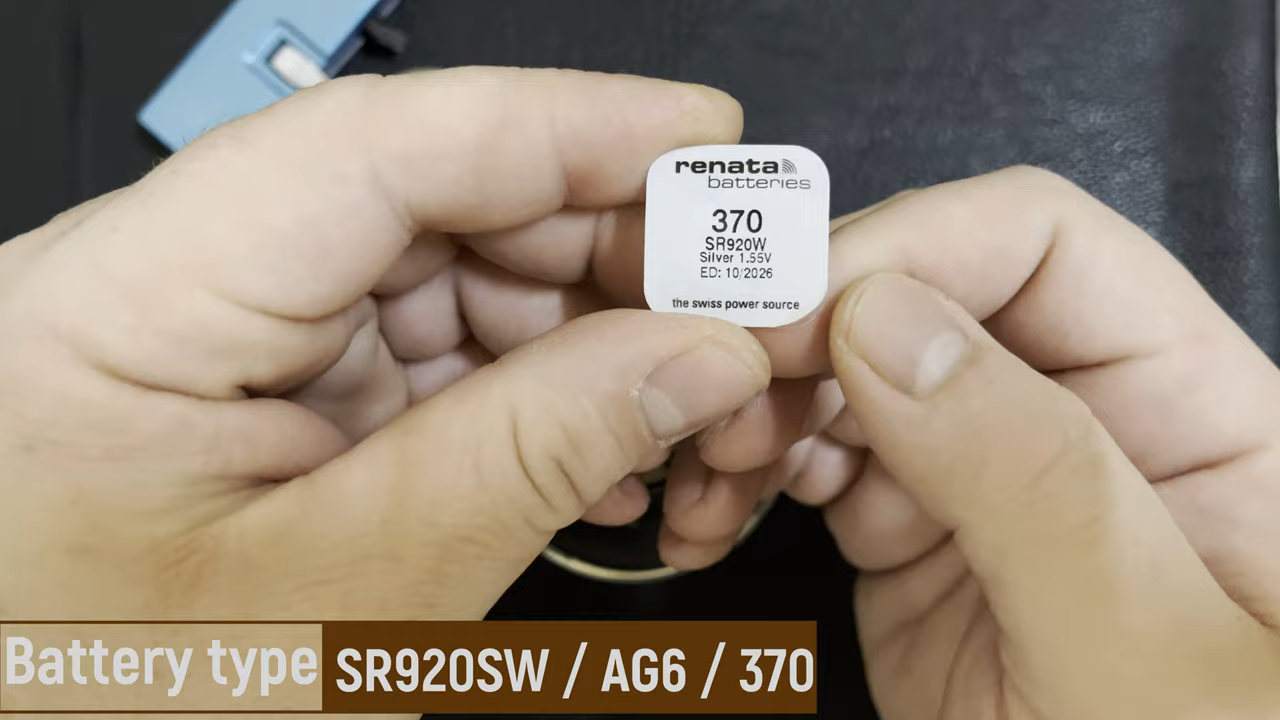 renata
batteries
370
SR920W
Silver 1.55V
ED: 10/2026
the swiss power source
Battery type
SR920SW / AG6 / 370